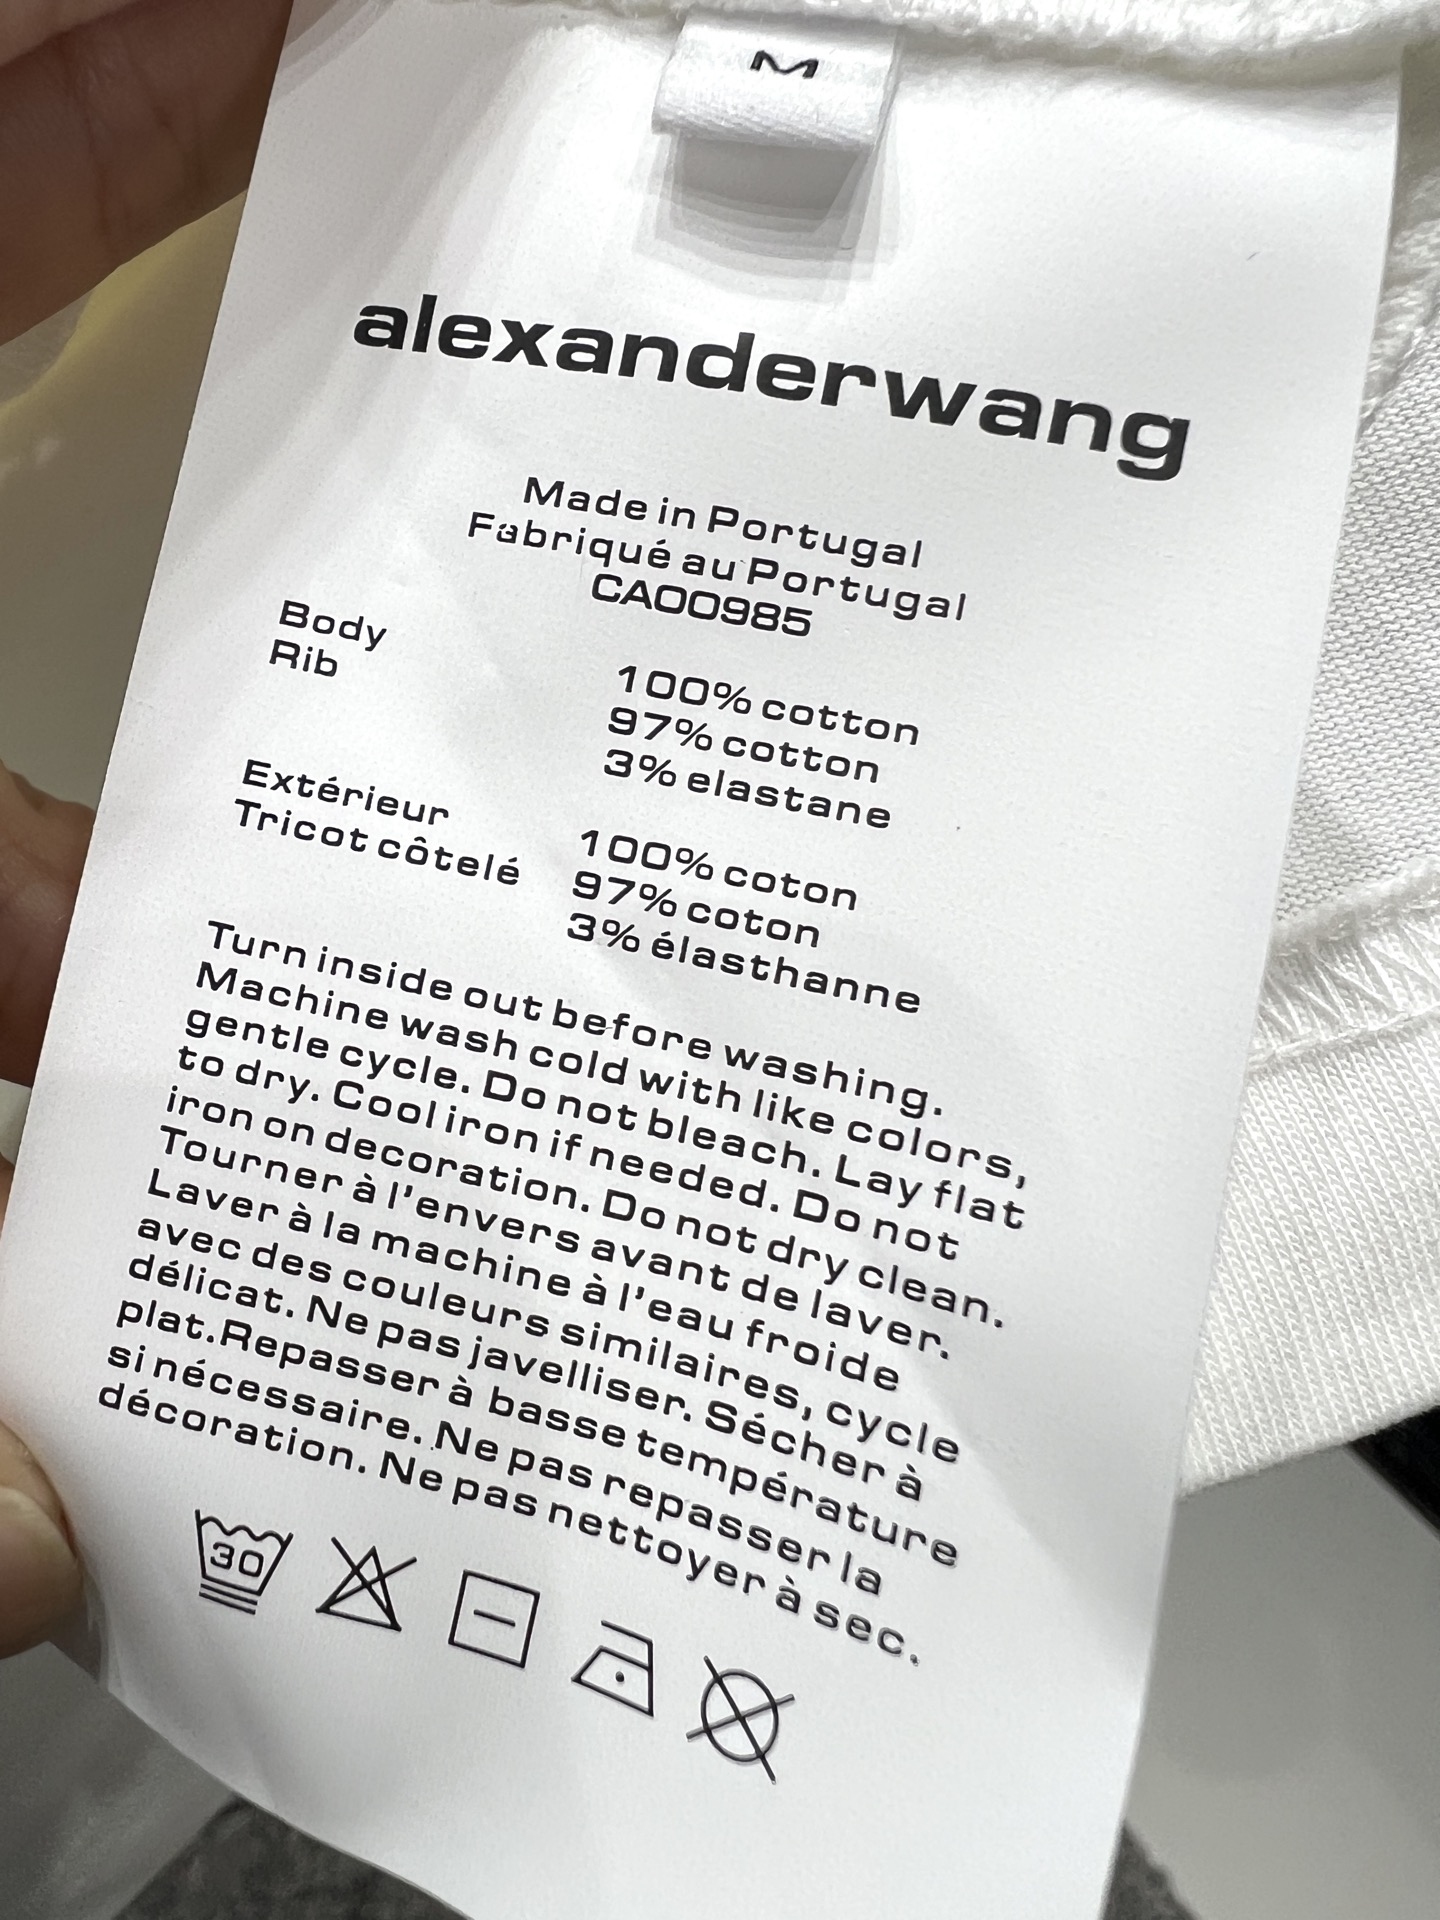 M
alexanderwang
Made in Portugal
Fabriqué au Portugal
CA00985
Body 100% cotton
Rib 97% cotton
3% elastane
Extérieur 100% coton
Tricot côtelé 97% coton
3% élasthanne
Turn inside out before washing.
Machine wash cold with like colors,
gentle cycle. Do not bleach. Lay flat
to dry. Cool iron if needed. Do not
iron on decoration. Do not dry clean.
Tourner à l'envers avant de laver.
Laver à la machine à l'eau froide
avec des couleurs similaires, cycle
délicat. Ne pas javelliser. Sécher à
plat.Repasser à basse température
si nécessaire. Ne pas repasser la
décoration. Ne pas nettoyer à sec.
30